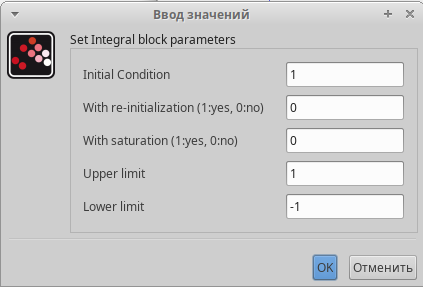 Ввод значений
Set Integral block parameters
Initial Condition 1
With re-initialization (1:yes, 0:no) 0
With saturation (1:yes, 0:no) 0
Upper limit 1
Lower limit -1
OK Отменить